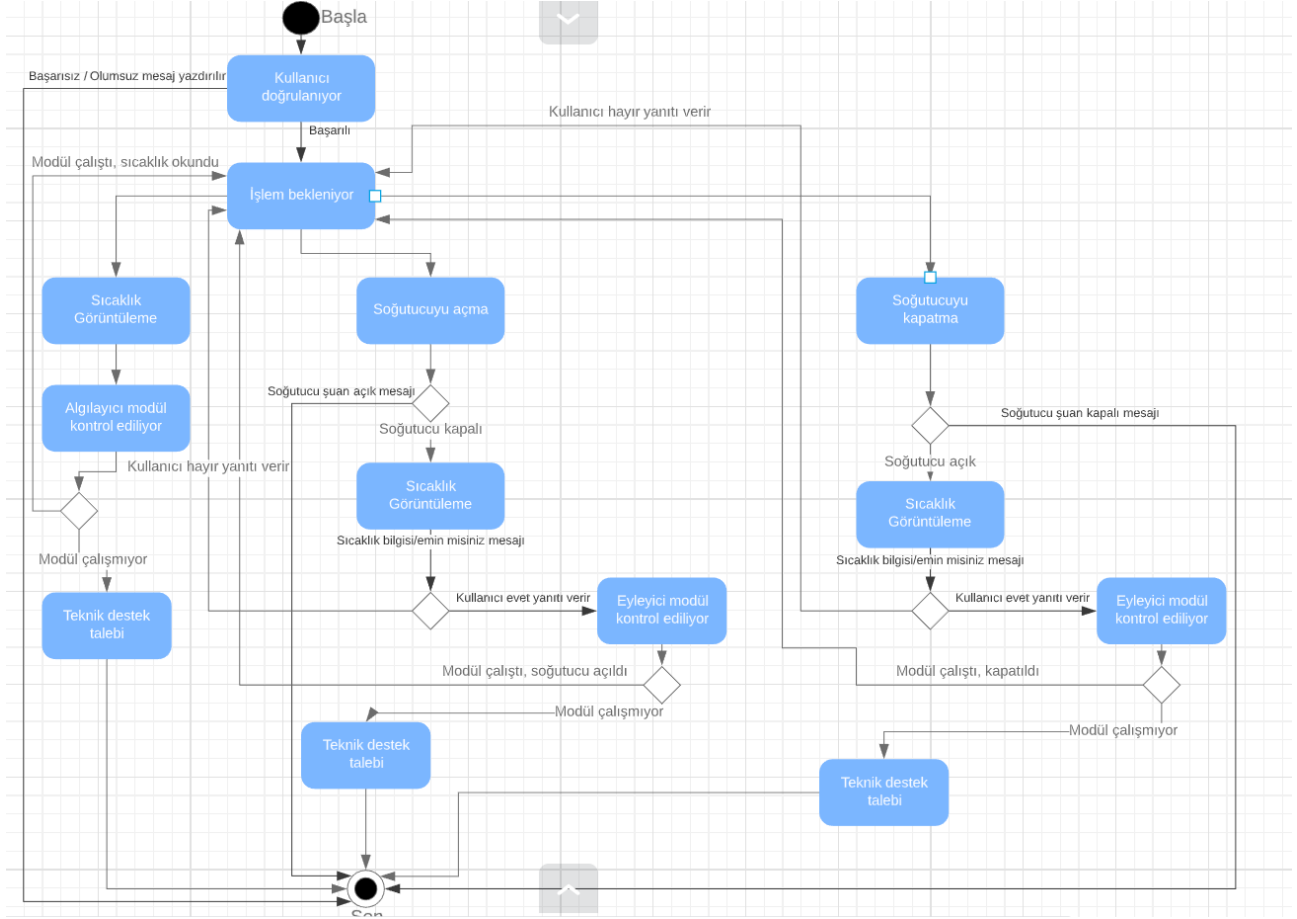 Başla
Başarısız / Olumsuz mesaj yazdırılır
Kullanıcı
doğrulanıyor
Kullanıcı hayır yanıtı verir
Başarılı
Modül çalıştı, sıcaklık okundu
İşlem bekleniyor
Sıcaklık
Görüntüleme
Soğutucuyu açma
Soğutucuyu
kapatma
Soğutucu şuan açık mesajı
Algılayıcı modül
kontrol ediliyor
Soğutucu şuan kapalı mesajı
Soğutucu kapalı
Kullanıcı hayır yanıtı verir
Soğutucu açık
Sıcaklık
Görüntüleme
Sıcaklık
Görüntüleme
Sıcaklık bilgisi/emin misiniz mesajı
Modül çalışmıyor
Sıcaklık bilgisi/emin misiniz mesajı
Kullanıcı evet yanıtı verir
Eyleyici modül
kontrol ediliyor
Kullanıcı evet yanıtı verir
Eyleyici modül
kontrol ediliyor
Teknik destek
talebi
Modül çalıştı, soğutucu açıldı
Modül çalıştı, kapatıldı
Modül çalışmıyor
Modül çalışmıyor
Teknik destek
talebi
Teknik destek
talebi
Son